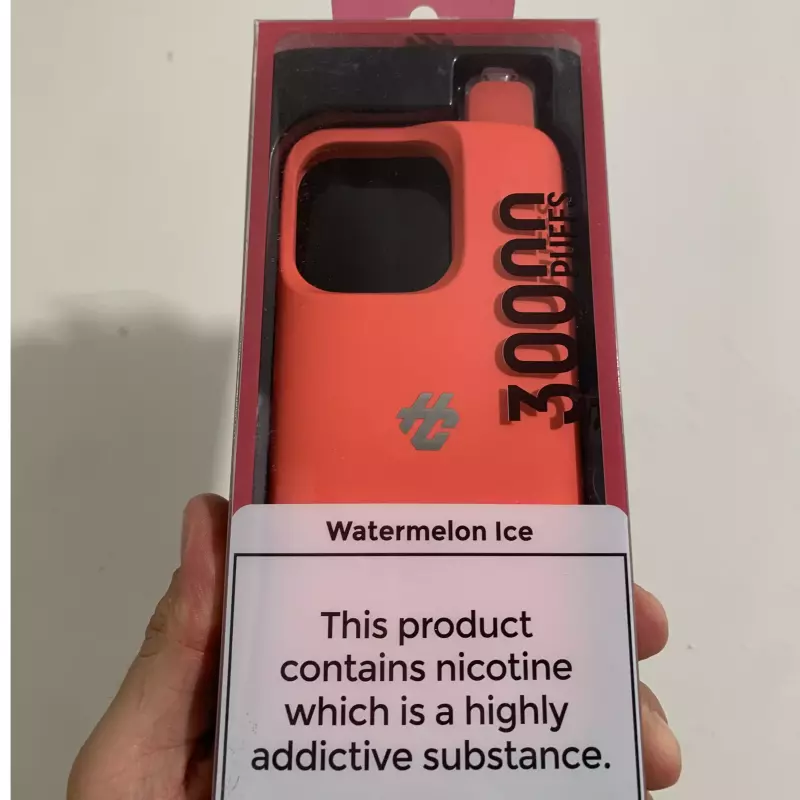 30000
PUFFS
Watermelon Ice
This product
contains nicotine
which is a highly
addictive substance.